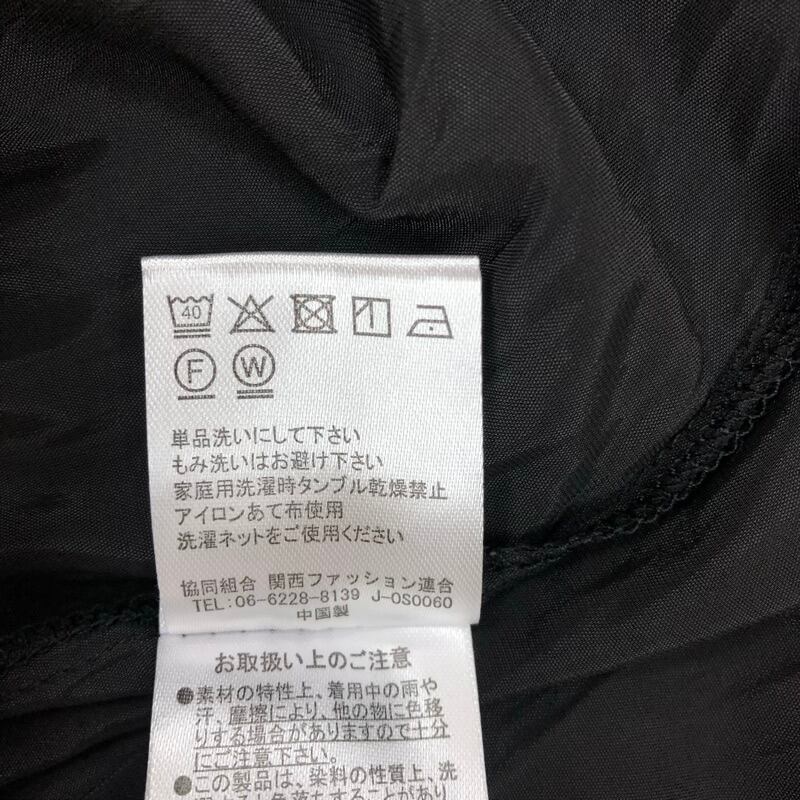 40
F W
単品洗いにして下さい
もみ洗いはお避け下さい
家庭用洗濯時タンブル乾燥禁止
アイロンあて布使用
洗濯ネットをご使用ください
協同組合 関西ファッション連合
TEL:06-6228-8139 J-OS0060
中国製
お取扱い上のご注意
●素材の特性上、着用中の雨や
汗、摩擦により、他の物に色移
りする場合がありますので十分
にご注意下さい。
●この製品は、染料の性質上、洗